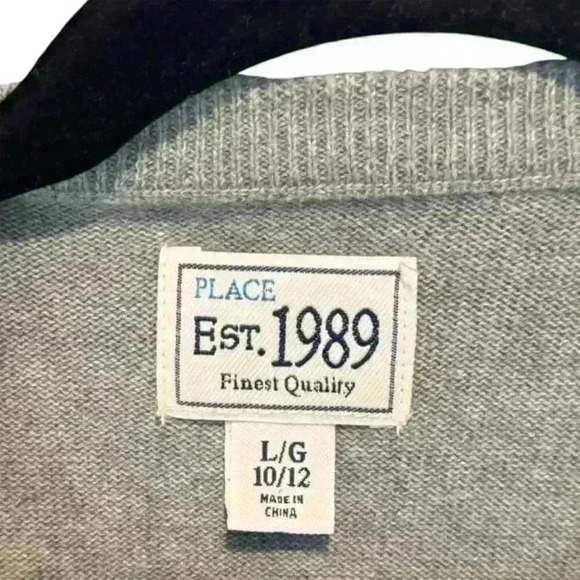 PLACE
EST. 1989
Finest Quality
L/G
10/12
MADE IN
CHINA